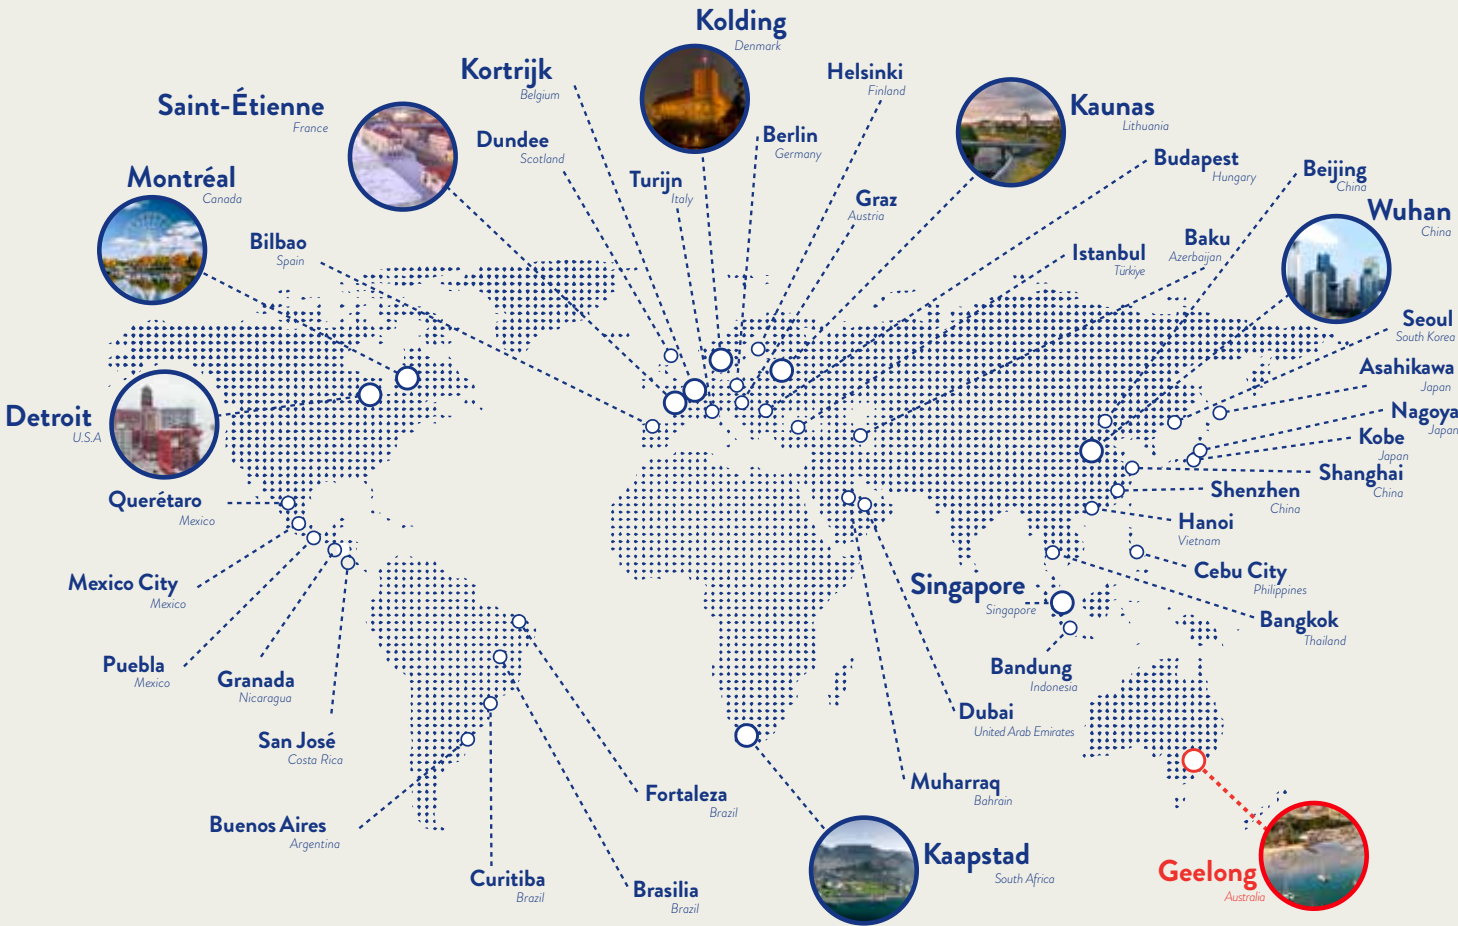 Kolding
Denmark
Kortrijk
Belgium
Helsinki
Finland
Saint-Étienne
France
Kaunas
Lithuania
Dundee
Scotland
Berlin
Germany
Budapest
Hungary
Beijing
China
Montréal
Canada
Turijn
Italy
Graz
Austria
Wuhan
China
Bilbao
Spain
Istanbul
Türkiye
Baku
Azerbaijan
Seoul
South Korea
Asahikawa
Japan
Detroit
U.S.A
Nagoya
Japan
Kobe
Japan
Shanghai
China
Querétaro
Mexico
Shenzhen
China
Hanoi
Vietnam
Mexico City
Mexico
Singapore
Singapore
Cebu City
Philippines
Bangkok
Thailand
Puebla
Mexico
Granada
Nicaragua
Bandung
Indonesia
San José
Costa Rica
Dubai
United Arab Emirates
Fortaleza
Brazil
Muharraq
Bahrain
Buenos Aires
Argentina
Curitiba
Brazil
Brasilia
Brazil
Kaapstad
South Africa
Geelong
Australia